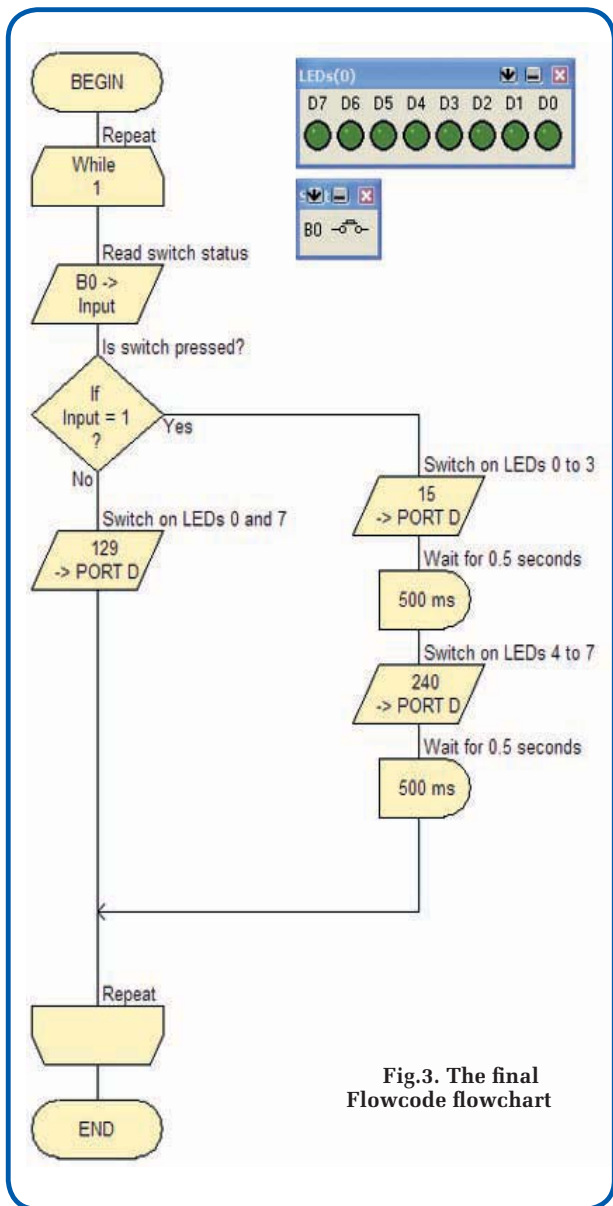 BEGIN
Repeat
While
1
Read switch status
B0 ->
Input
Is switch pressed?
If
Input = 1
?
Yes
No
Switch on LEDs 0 and 7
129
-> PORT D
Switch on LEDs 0 to 3
15
-> PORT D
Wait for 0.5 seconds
500 ms
Switch on LEDs 4 to 7
240
-> PORT D
Wait for 0.5 seconds
500 ms
Repeat
END
LEDs(0)
D7 D6 D5 D4 D3 D2 D1 D0
B0
Fig.3. The final
Flowcode flowchart